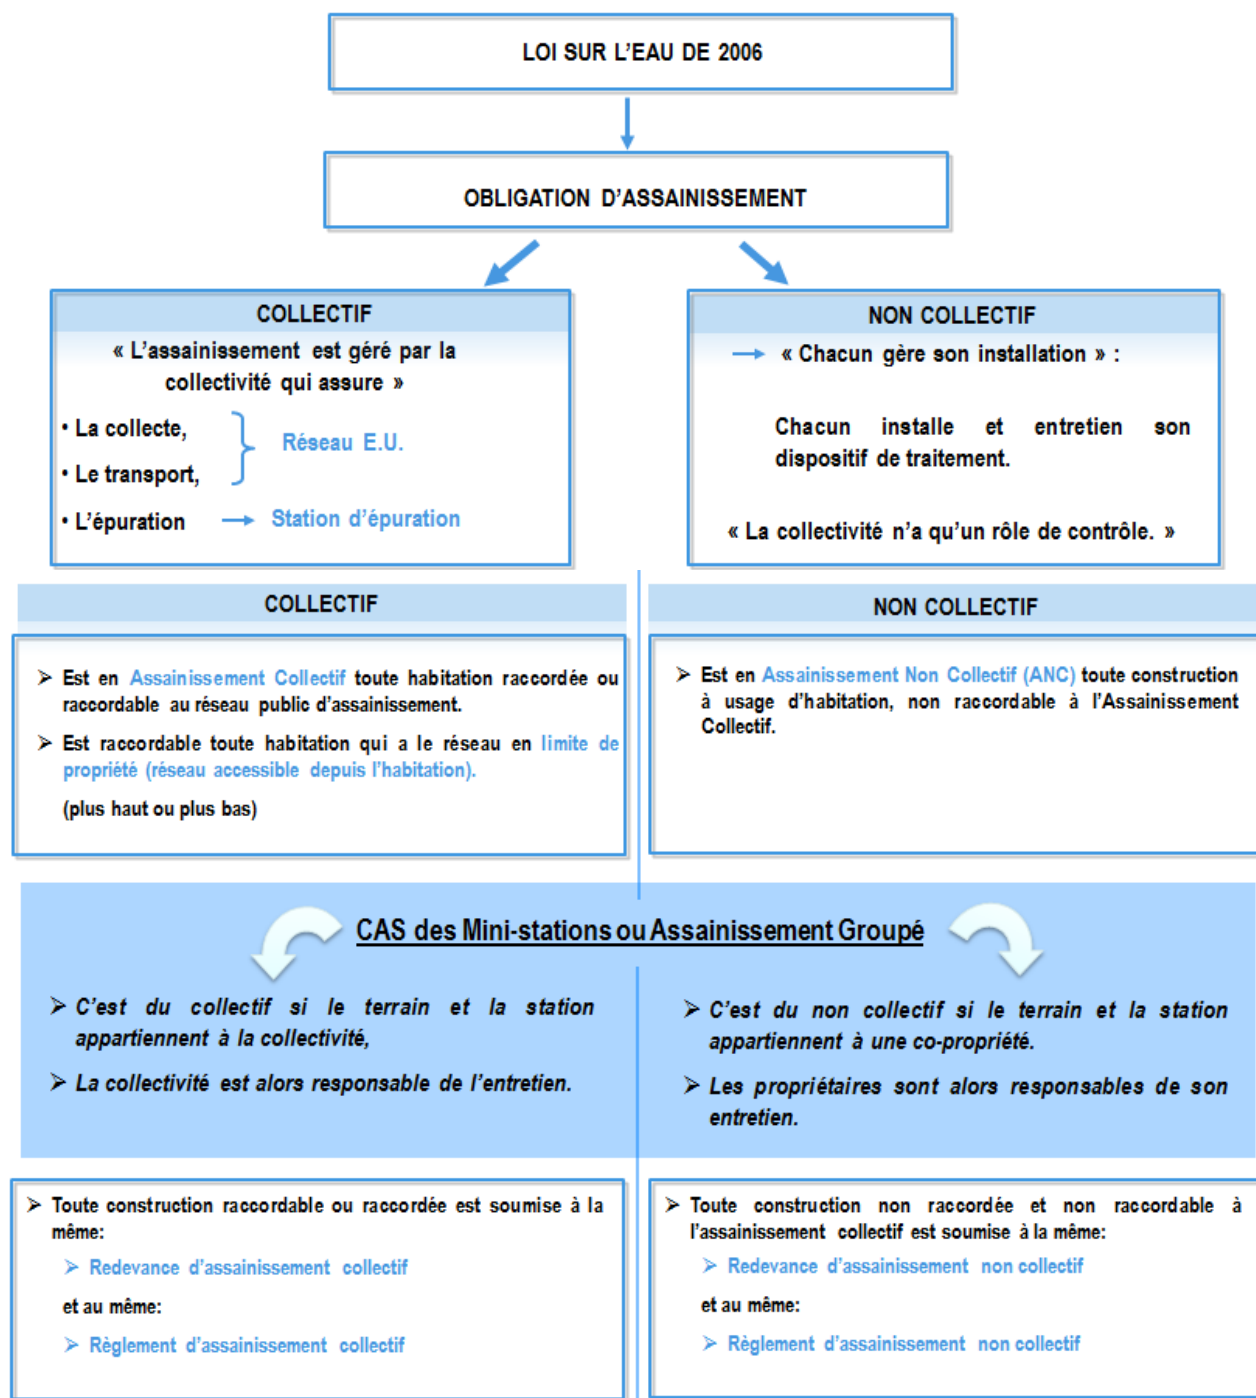 LOI SUR L'EAU DE 2006
OBLIGATION D'ASSAINISSEMENT
COLLECTIF
« L'assainissement est géré par la
collectivité qui assure »
• La collecte,
• Le transport,
Réseau E.U.
• L'épuration
Station d'épuration
NON COLLECTIF
« Chacun gère son installation » :
Chacun installe et entretien son
dispositif de traitement.
« La collectivité n'a qu'un rôle de contrôle. »
COLLECTIF
➢ Est en Assainissement Collectif toute habitation raccordée ou
raccordable au réseau public d'assainissement.
➢ Est raccordable toute habitation qui a le réseau en limite de
propriété (réseau accessible depuis l'habitation).
(plus haut ou plus bas)
NON COLLECTIF
➢ Est en Assainissement Non Collectif (ANC) toute construction
à usage d'habitation, non raccordable à l'Assainissement
Collectif.
CAS des Mini-stations ou Assainissement Groupé
➢ C'est du collectif si le terrain et la station
appartiennent à la collectivité,
➢ La collectivité est alors responsable de l'entretien.
➢ C'est du non collectif si le terrain et la station
appartiennent à une co-propriété.
➢ Les propriétaires sont alors responsables de son
entretien.
➢ Toute construction raccordable ou raccordée est soumise à la
même:
➢ Redevance d'assainissement collectif
et au même:
➢ Règlement d'assainissement collectif
➢ Toute construction non raccordée et non raccordable à
l'assainissement collectif est soumise à la même:
➢ Redevance d'assainissement non collectif
et au même:
➢ Règlement d'assainissement non collectif